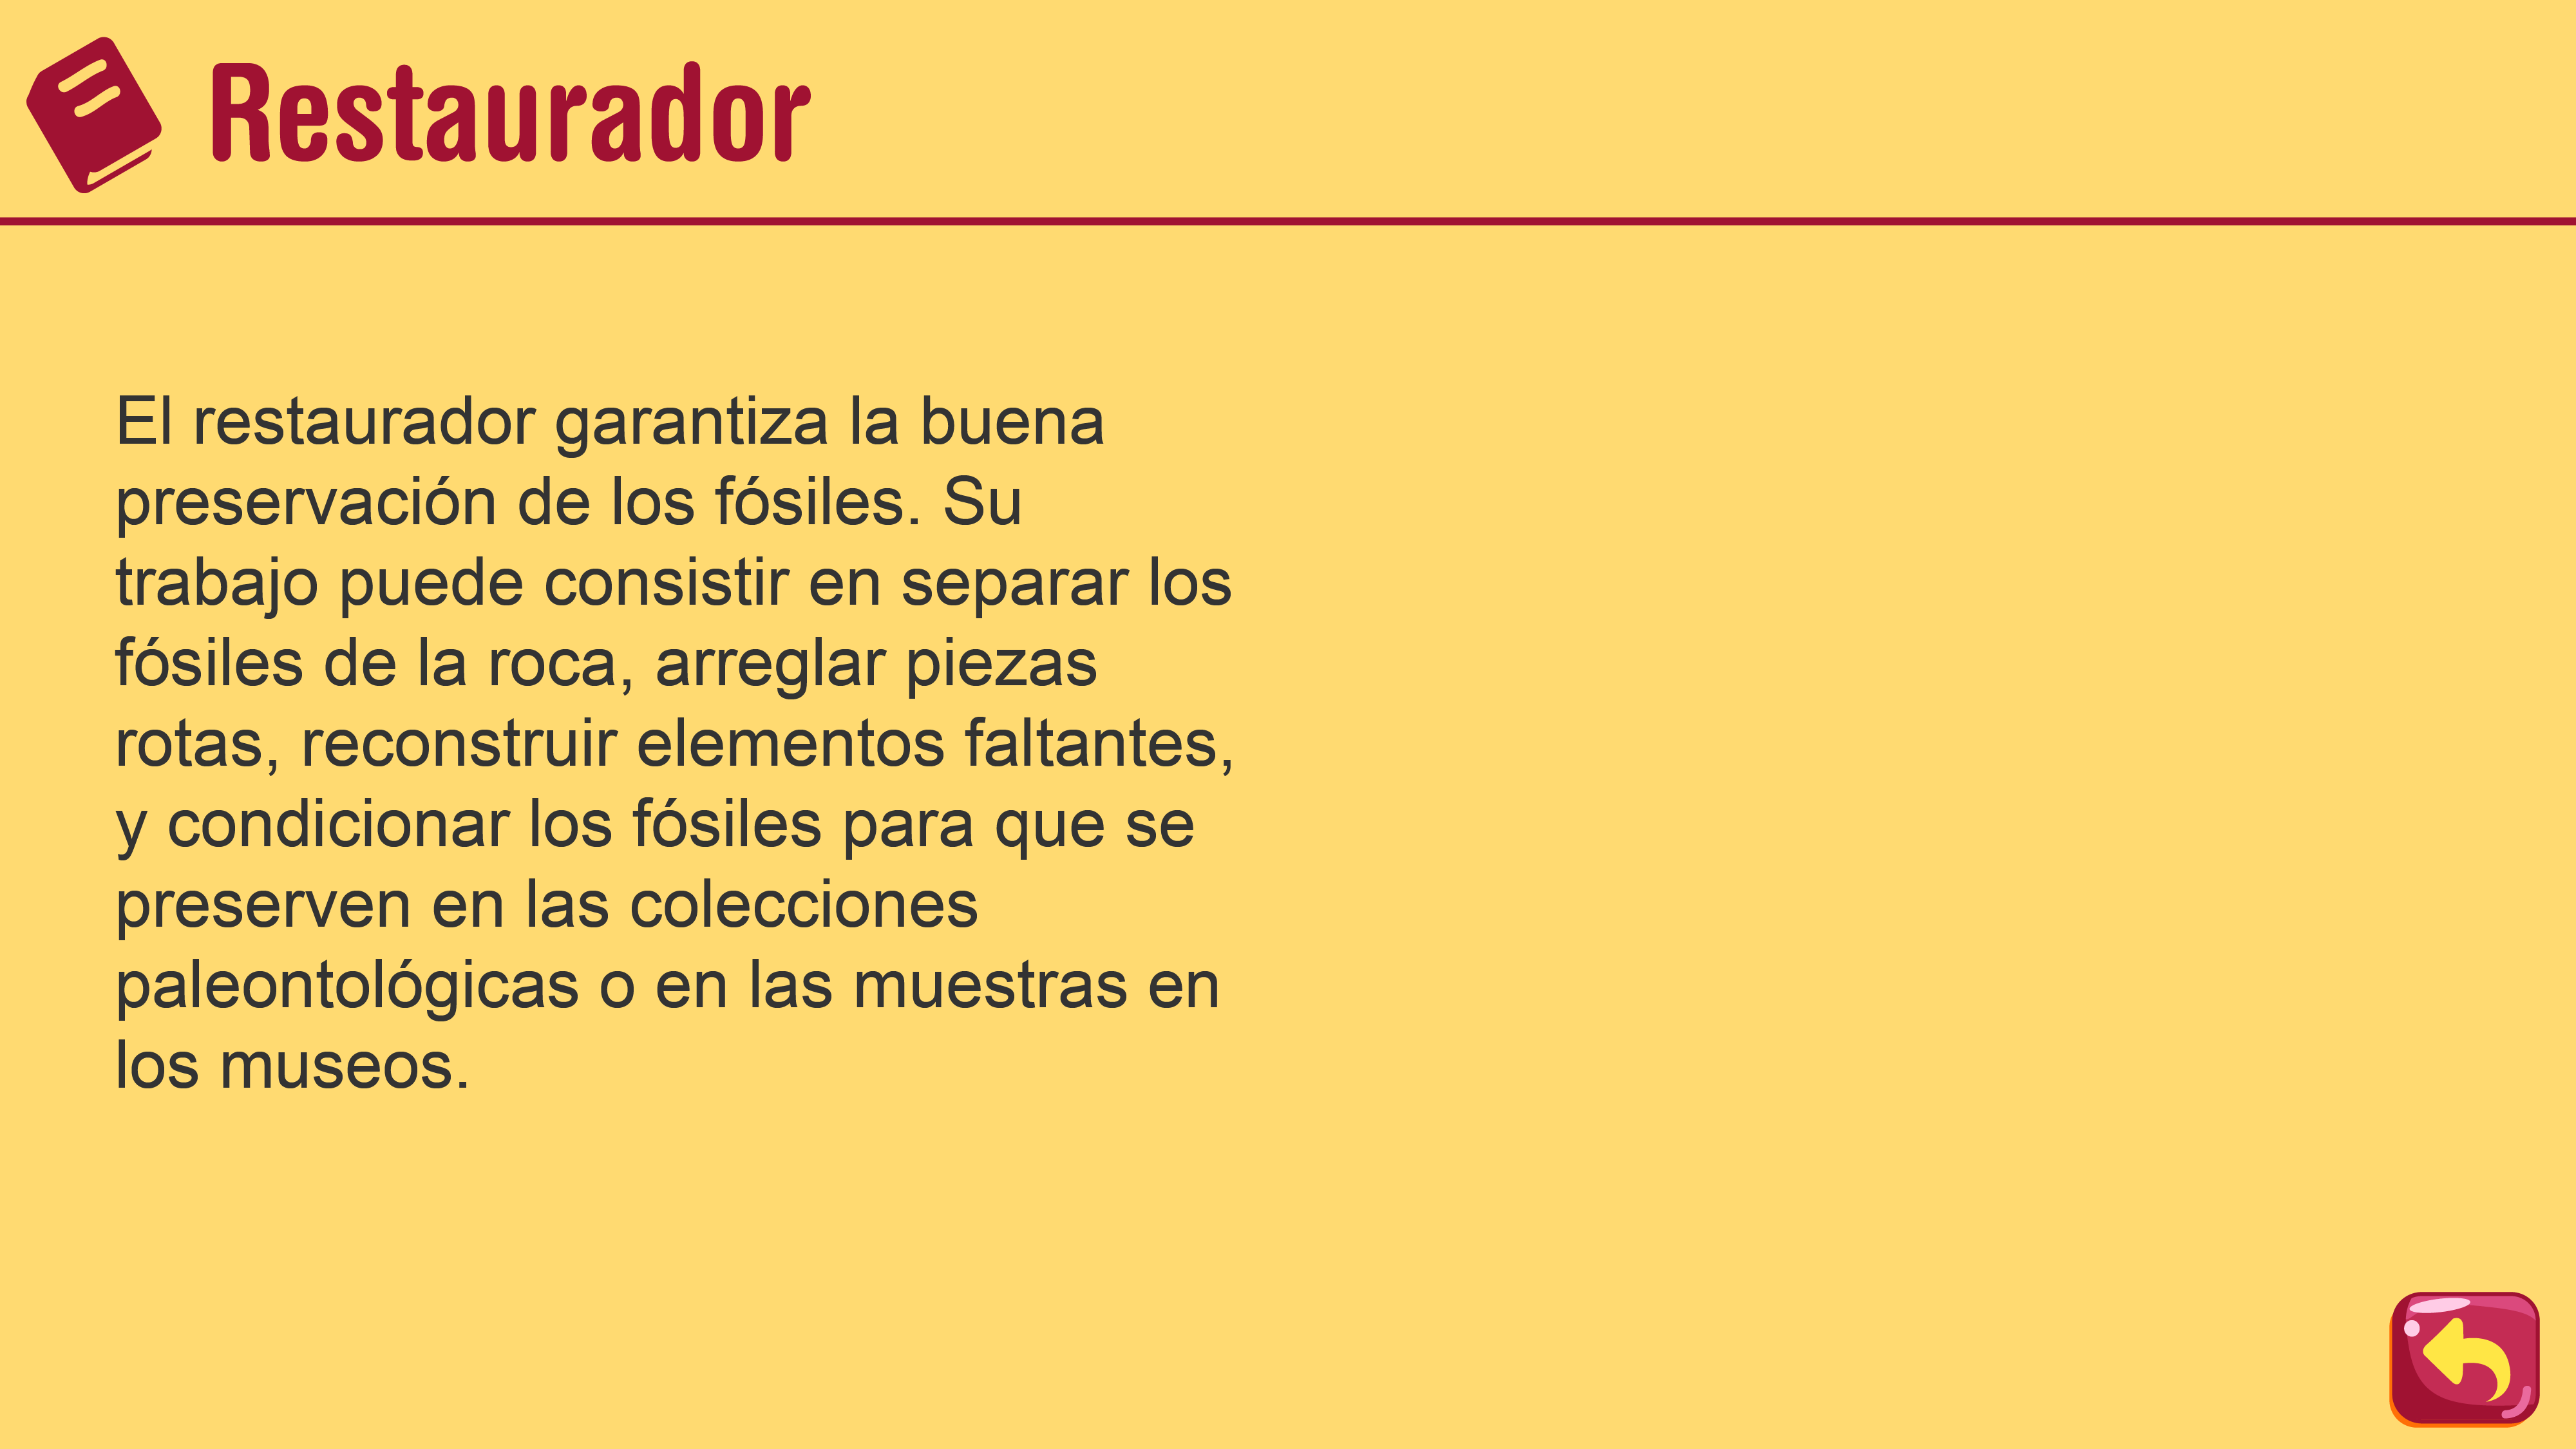 Restaurador
El restaurador garantiza la buena
preservación de los fósiles. Su
trabajo puede consistir en separar los
fósiles de la roca, arreglar piezas
rotas, reconstruir elementos faltantes,
y condicionar los fósiles para que se
preserven en las colecciones
paleontológicas o en las muestras en
los museos.